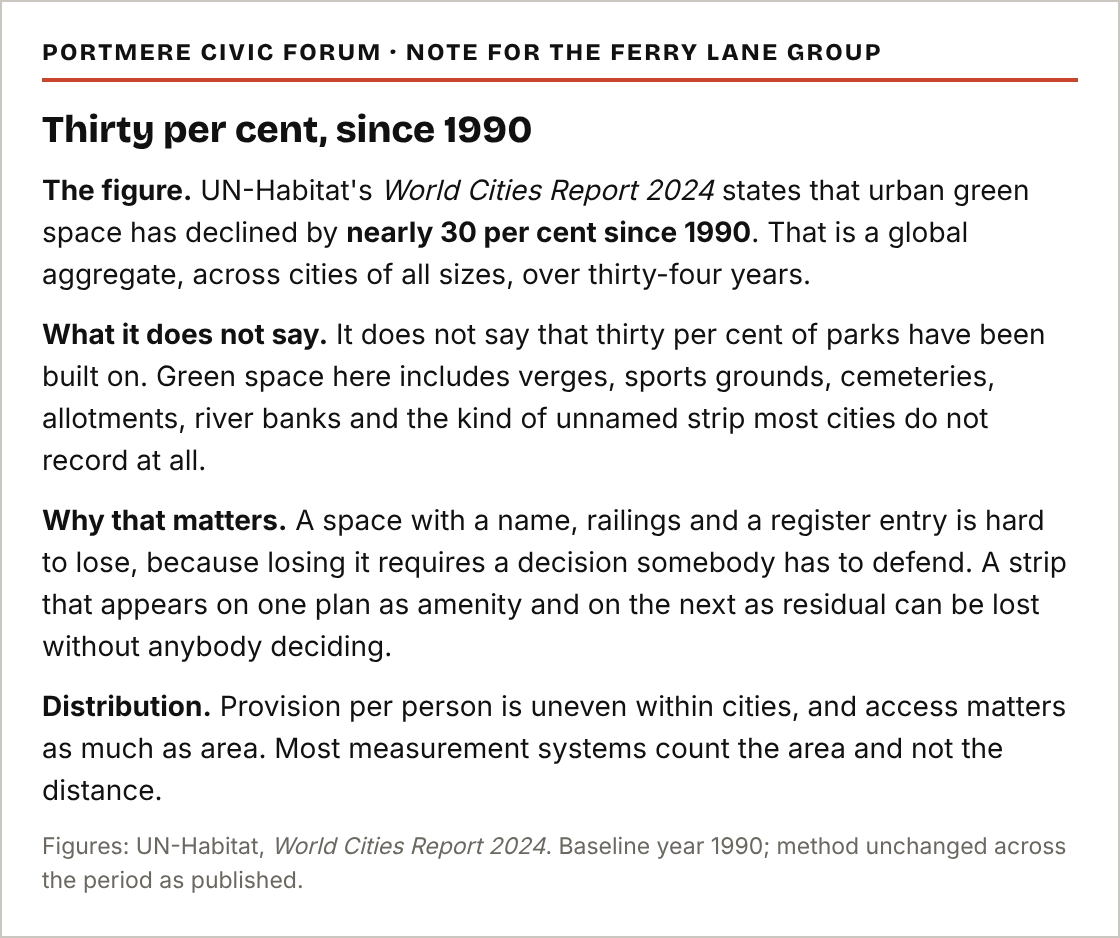 PORTMERE CIVIC FORUM · NOTE FOR THE FERRY LANE GROUP
Thirty per cent, since 1990
The figure. UN-Habitat's World Cities Report 2024 states that urban green
space has declined by nearly 30 per cent since 1990. That is a global
aggregate, across cities of all sizes, over thirty-four years.
What it does not say. It does not say that thirty per cent of parks have been
built on. Green space here includes verges, sports grounds, cemeteries,
allotments, river banks and the kind of unnamed strip most cities do not
record at all.
Why that matters. A space with a name, railings and a register entry is hard
to lose, because losing it requires a decision somebody has to defend. A strip
that appears on one plan as amenity and on the next as residual can be lost
without anybody deciding.
Distribution. Provision per person is uneven within cities, and access matters
as much as area. Most measurement systems count the area and not the
distance.
Figures: UN-Habitat, World Cities Report 2024. Baseline year 1990; method unchanged across
the period as published.